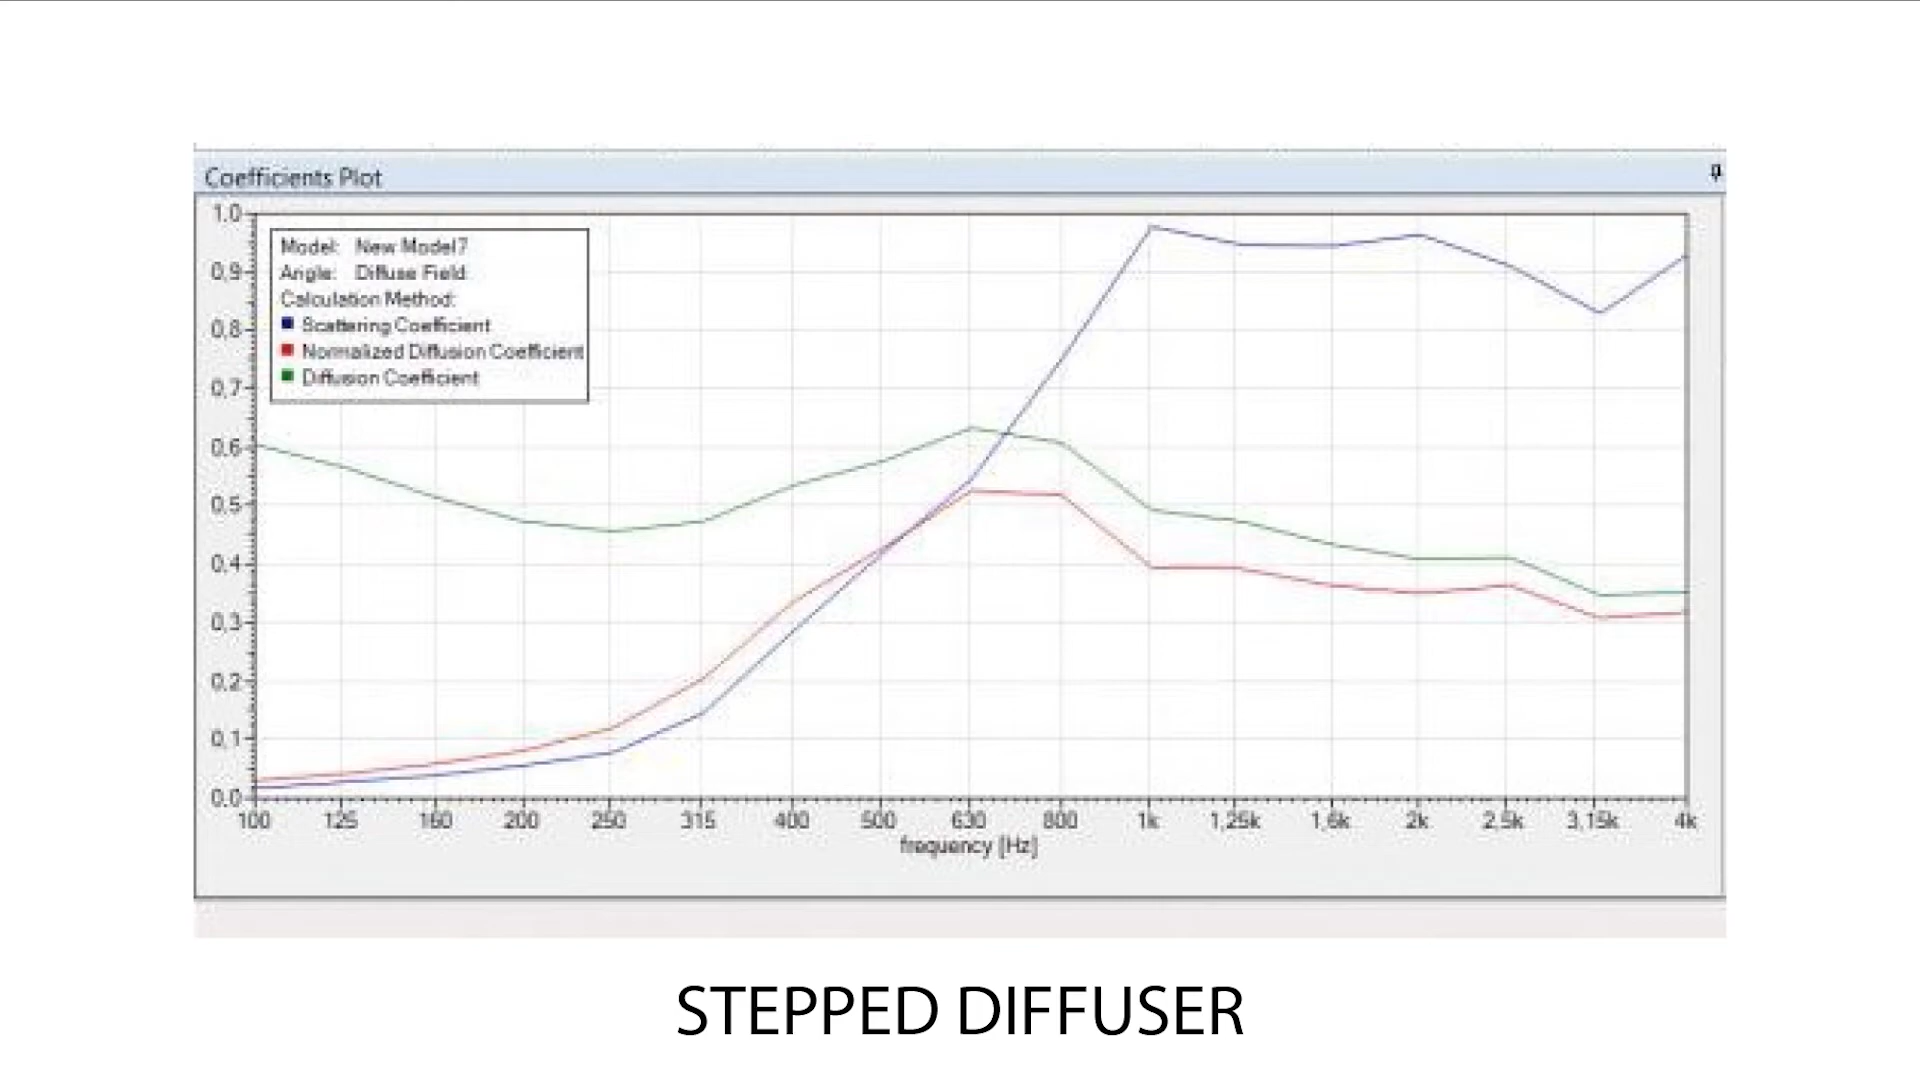 Coefficients Plot
1.0
Model: New Model7
Angle: Diffuse Field
Calculation Method:
Scattering Coefficient
Normalized Diffusion Coefficient
Diffusion Coefficient
0,9
0,8
0,7
0,6
0,5
0,4
0,3
0,2
0,1
0.0
100 125 160 200 250 315 400 500 630 800 1k 1,25k 1,6k 2k 2,5k 3,15k 4k
frequency [Hz]
STEPPED DIFFUSER